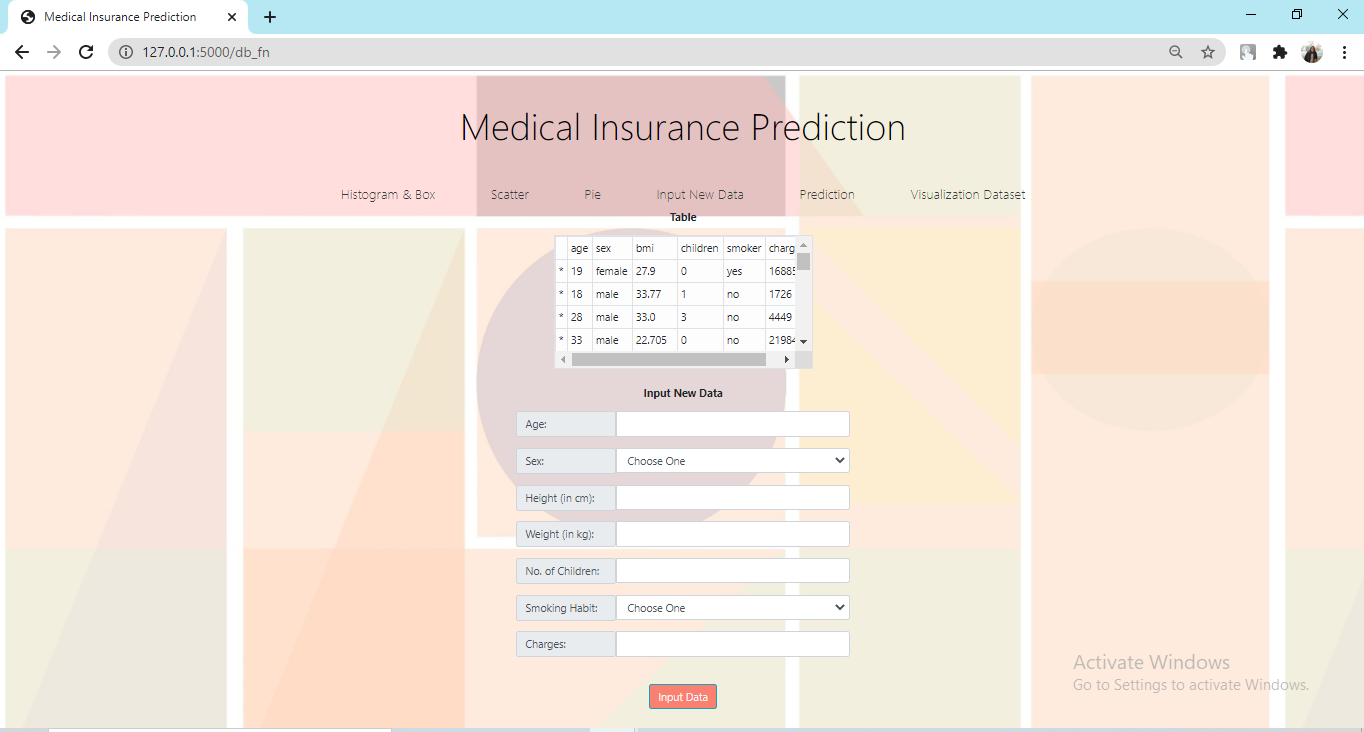 Medical Insurance Prediction
127.0.0.1:5000/db_fn
Medical Insurance Prediction
Histogram & Box Scatter Pie Input New Data Prediction Visualization Dataset
Table
age sex bmi children smoker charg
* 19 female 27.9 0 yes 16885
* 18 male 33.77 1 no 1726
* 28 male 33.0 3 no 4449
* 33 male 22.705 0 no 21984
Input New Data
Age:
Sex: Choose One
Height (in cm):
Weight (in kg):
No. of Children:
Smoking Habit: Choose One
Charges:
Activate Windows
Go to Settings to activate Windows.
Input Data